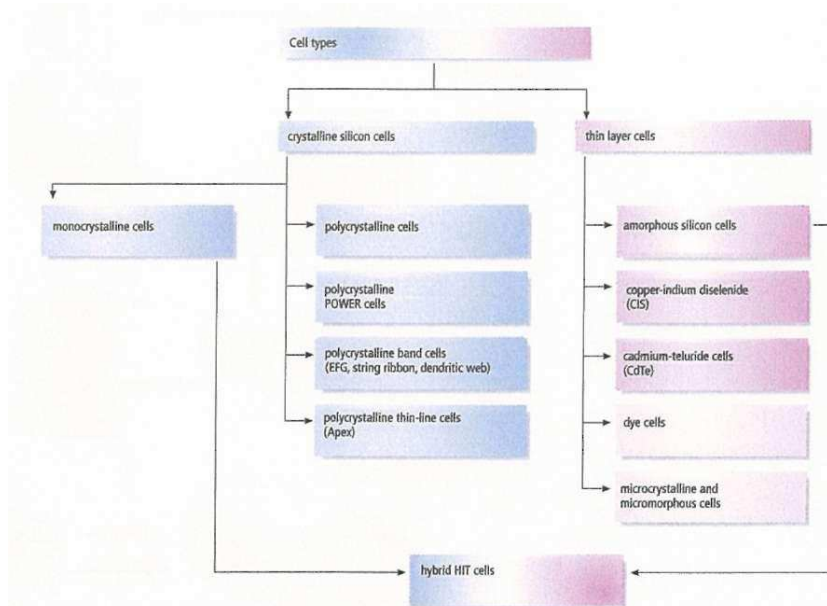 Cell types
crystalline silicon cells
thin layer cells
monocrystalline cells
polycrystalline cells
amorphous silicon cells
polycrystalline
POWER cells
copper-indium diselenide
(CIS)
polycrystalline band cells
(EFG, string ribbon, dendritic web)
cadmium-teluride cells
(CdTe)
polycrystalline thin-line cells
(Apex)
dye cells
microcrystalline and
micromorphous cells
hybrid HIT cells